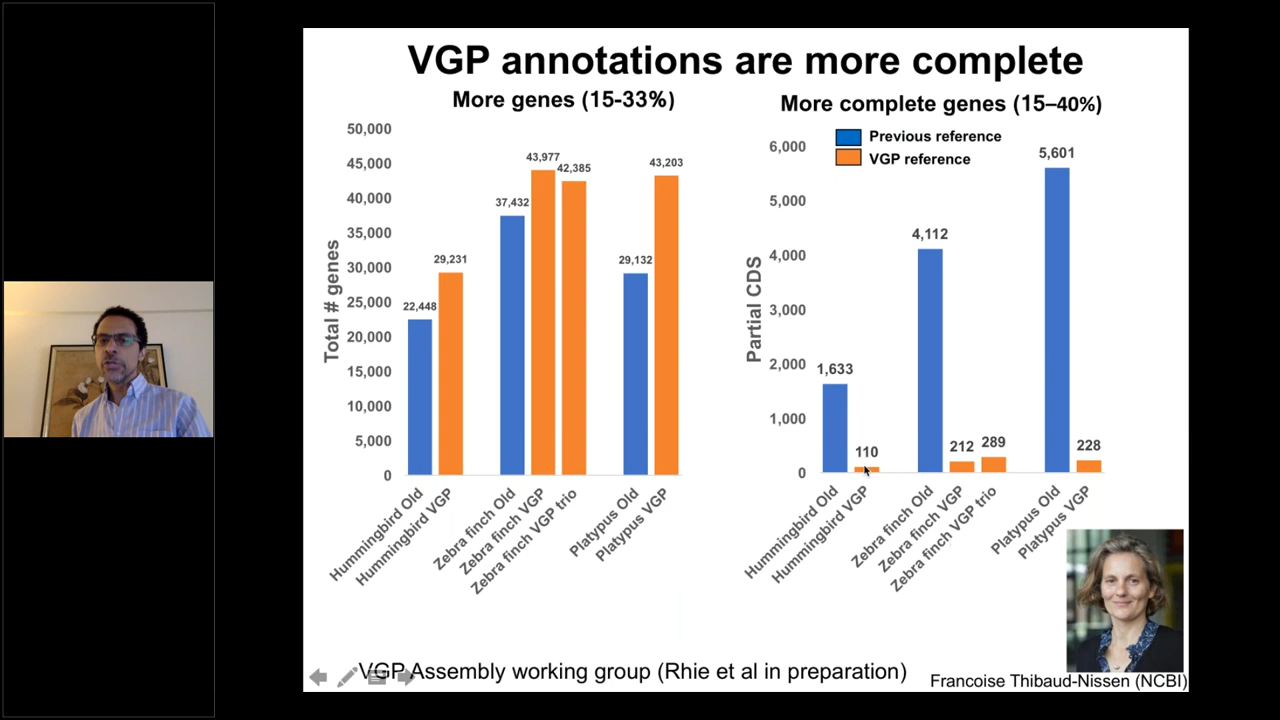 VGP annotations are more complete
More genes (15-33%)
50,000
45,000
40,000
35,000
30,000
25,000
20,000
15,000
10,000
5,000
0
Total # genes
22,448
29,231
37,432
43,977
42,385
29,132
43,203
Hummingbird Old
Hummingbird VGP
Zebra finch Old
Zebra finch VGP
Zebra finch VGP trio
Platypus Old
Platypus VGP
More complete genes (15–40%)
Previous reference
VGP reference
6,000
5,000
4,000
3,000
2,000
1,000
0
Partial CDS
1,633
110
4,112
212
289
5,601
228
Hummingbird Old
Hummingbird VGP
Zebra finch Old
Zebra finch VGP
Zebra finch VGP trio
Platypus Old
Platypus VGP
VGP Assembly working group (Rhie et al in preparation)
Francoise Thibaud-Nissen (NCBI)